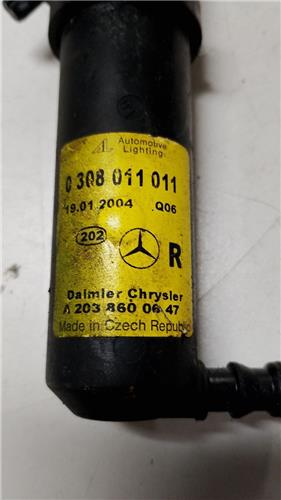 AL Automotive
Lighting
0 308 011 011
19.01.2004 Q06
202
R
Daimler Chrysler
A 203 860 06 47
Made in Czech Republic